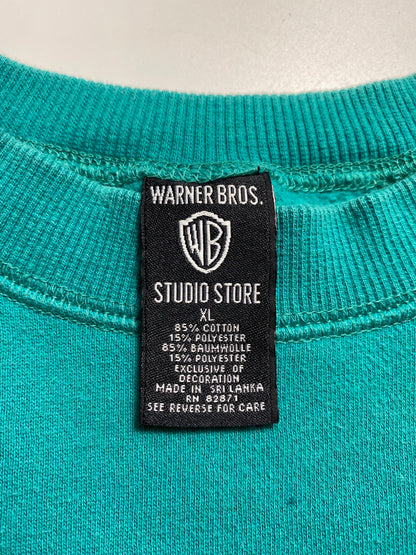 WARNER BROS.
WB
STUDIO STORE
XL
85% COTTON
15% POLYESTER
85% BAUMWOLLE
15% POLYESTER
EXCLUSIVE OF
DECORATION
MADE IN SRI LANKA
RN 82871
SEE REVERSE FOR CARE